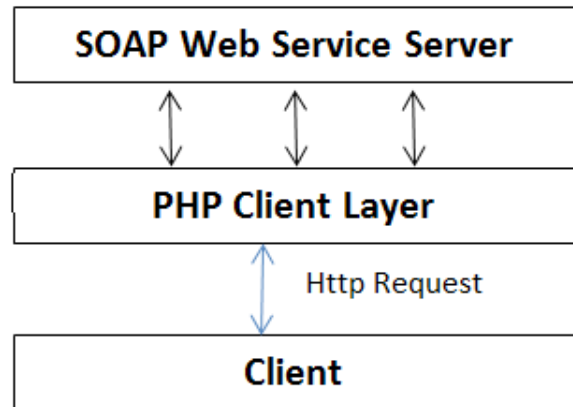 SOAP Web Service Server
PHP Client Layer
Http Request
Client